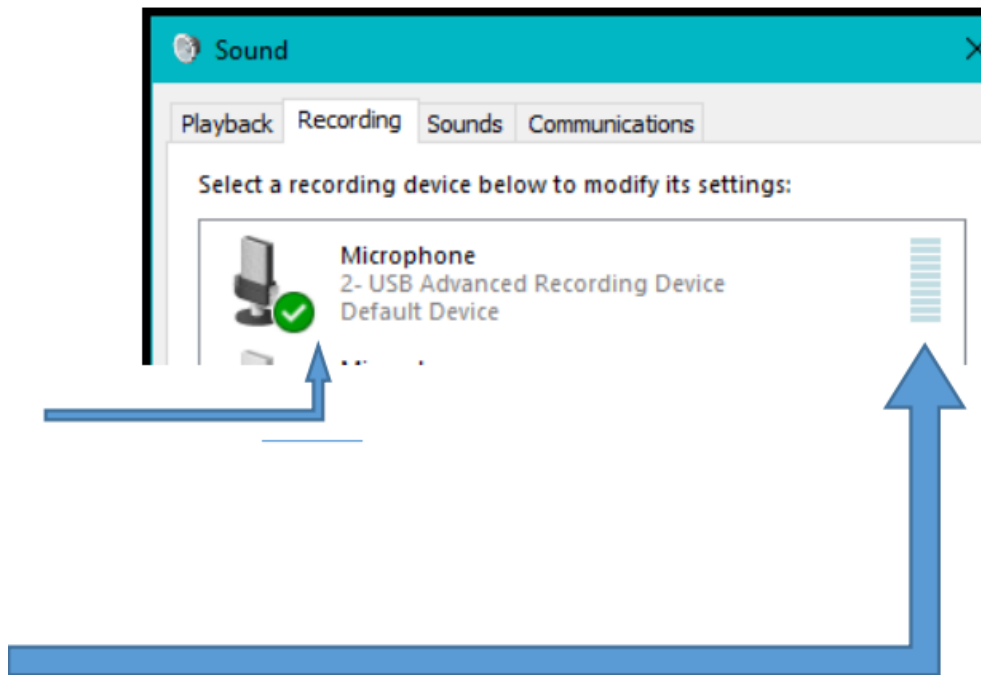 Sound
Playback Recording Sounds Communications
Select a recording device below to modify its settings:
Microphone
2- USB Advanced Recording Device
Default Device